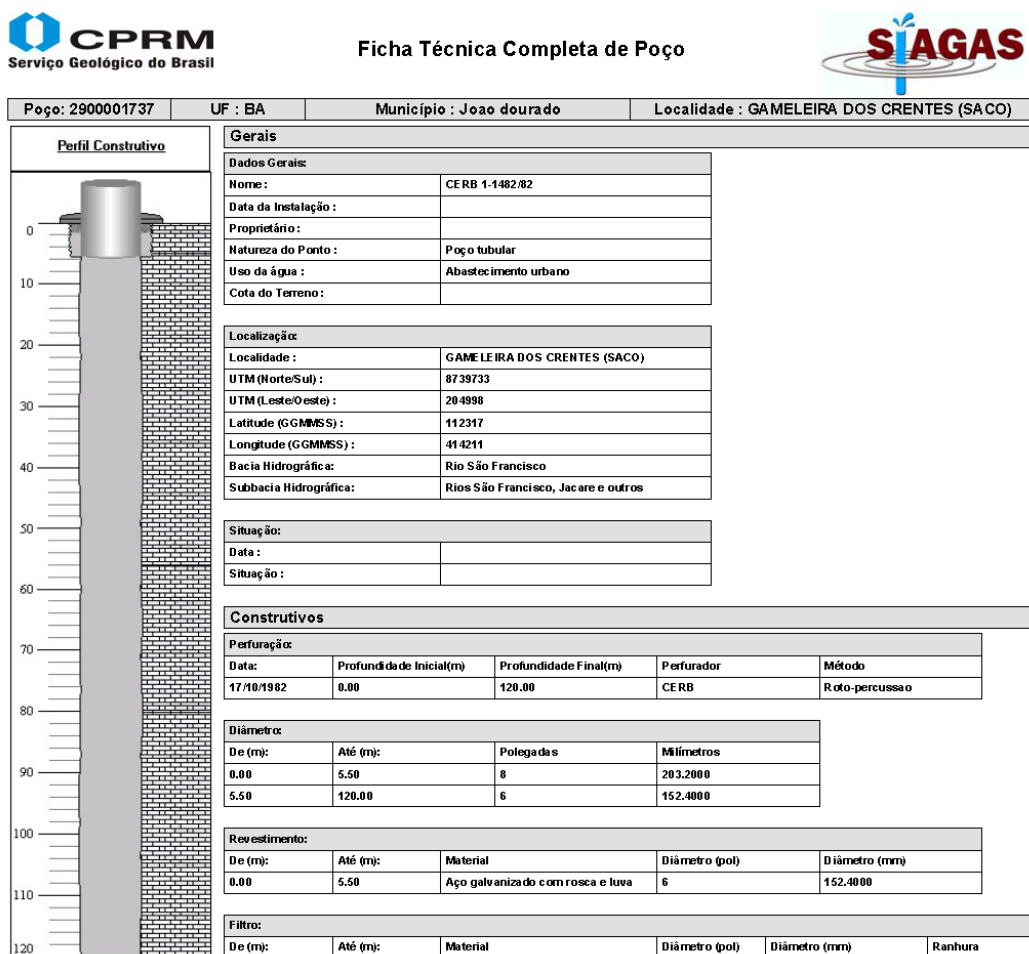 CPRM
Serviço Geológico do Brasil
Ficha Técnica Completa de Poço
SIAGAS
Poço: 2900001737 UF : BA Município : Joao dourado Localidade : GAMELEIRA DOS CRENTES (SACO)
Perfil Construtivo
0
10
20
30
40
50
60
70
80
90
100
110
120
Gerais
Dados Gerais:
Nome : CERB 1-1482/82
Data da Instalação :
Proprietário :
Natureza do Ponto : Poço tubular
Uso da água : Abastecimento urbano
Cota do Terreno :
Localização:
Localidade : GAMELEIRA DOS CRENTES (SACO)
UTM (Norte/Sul) : 8739733
UTM (Leste/Oeste) : 204998
Latitude (GGMMSS) : 112317
Longitude (GGMMSS) : 414211
Bacia Hidrográfica: Rio São Francisco
Subbacia Hidrográfica: Rios São Francisco, Jacare e outros
Situação:
Data :
Situação :
Construtivos
Perfuração:
Data: Profundidade Inicial(m) Profundidade Final(m) Perfurador Método
17/10/1982 0.00 120.00 CERB Roto-percussao
Diâmetro:
De (m): Até (m): Polegadas Milímetros
0.00 5.50 8 203.2000
5.50 120.00 6 152.4000
Revestimento:
De (m): Até (m): Material Diâmetro (pol) Diâmetro (mm)
0.00 5.50 Aço galvanizado com rosca e luva 6 152.4000
Filtro:
De (m): Até (m): Material Diâmetro (pol) Diâmetro (mm) Ranhura